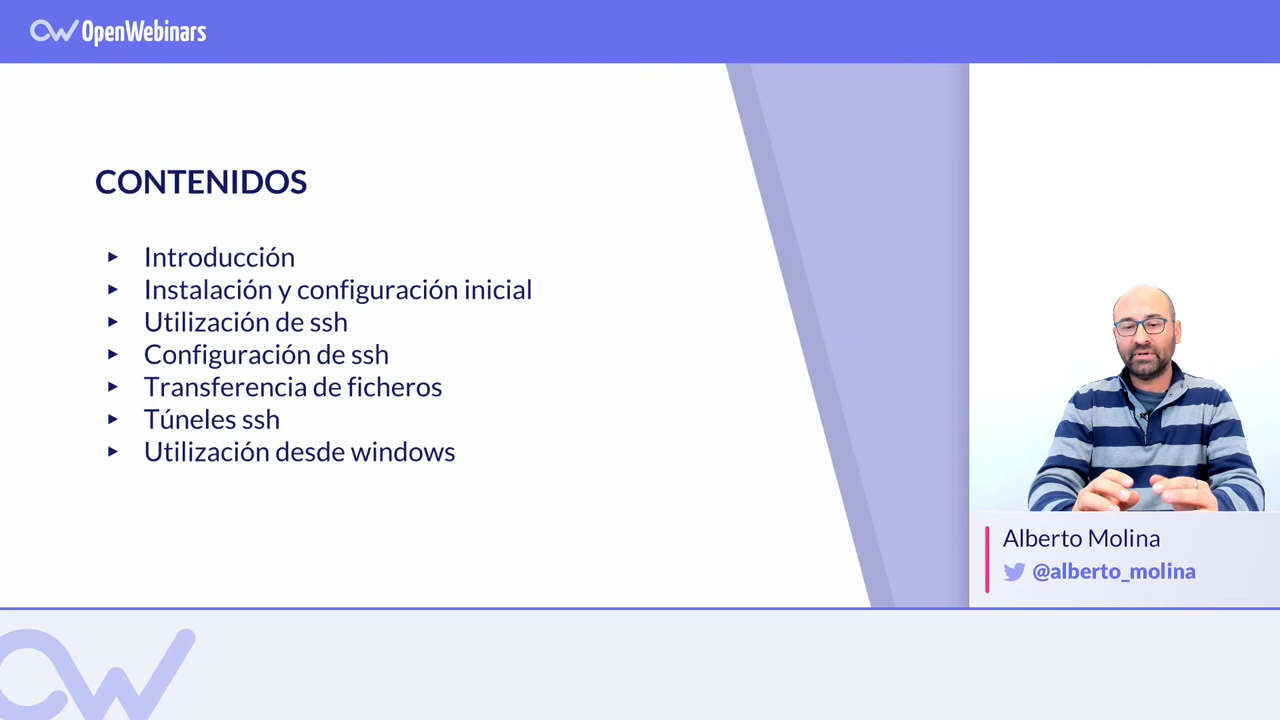 OpenWebinars
CONTENIDOS
Introducción
Instalación y configuración inicial
Utilización de ssh
Configuración de ssh
Transferencia de ficheros
Túneles ssh
Utilización desde windows
Alberto Molina
@alberto_molina